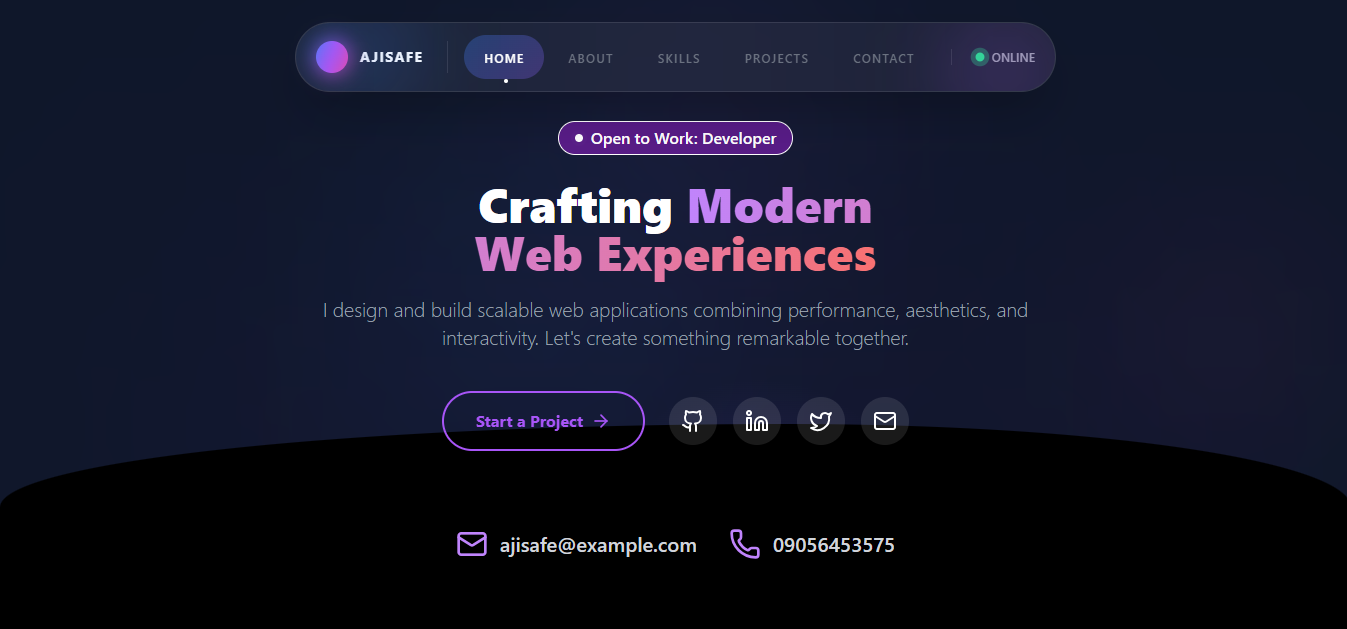 AJISAFE HOME ABOUT SKILLS PROJECTS CONTACT ONLINE
Open to Work: Developer
Crafting Modern
Web Experiences
I design and build scalable web applications combining performance, aesthetics, and
interactivity. Let's create something remarkable together.
Start a Project
ajisafe@example.com 09056453575